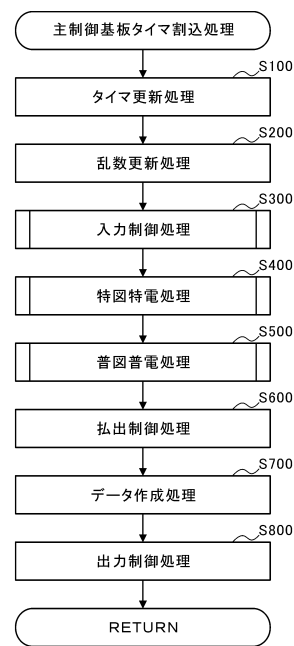 主制御基板タイマ割込処理
S100
タイマ更新処理
S200
乱数更新処理
S300
入力制御処理
S400
特図特電処理
S500
普図普電処理
S600
払出制御処理
S700
データ作成処理
S800
出力制御処理
RETURN